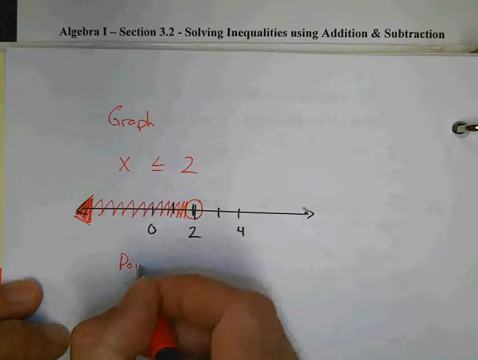 Algebra I – Section 3.2 - Solving Inequalities using Addition & Subtraction
Graph
x ≤ 2
0 2 4